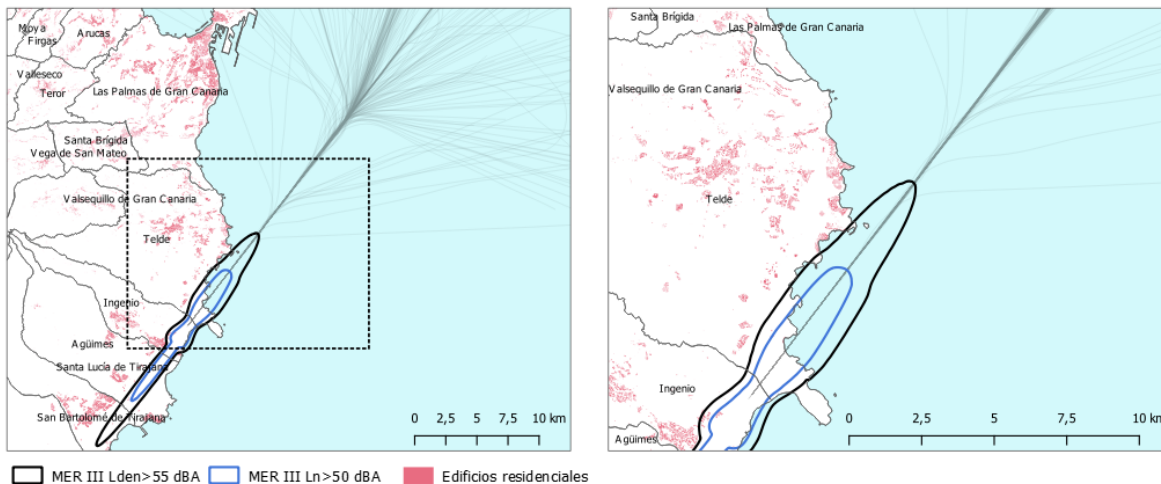 Moya
Firgas
Arucas
Valleseco
Teror
Las Palmas de Gran Canaria
Santa Brígida
Vega de San Mateo
Valsequillo de Gran Canaria
Telde
Ingenio
Agüimes
Santa Lucía de Tirajana
San Bartolomé de Tirajana
0 2,5 5 7,5 10 km
Santa Brígida
Las Palmas de Gran Canaria
Valsequillo de Gran Canaria
Telde
Ingenio
Agüimes
0 2,5 5 7,5 10 km
MER III Lden>55 dBA MER III Ln>50 dBA Edificios residenciales